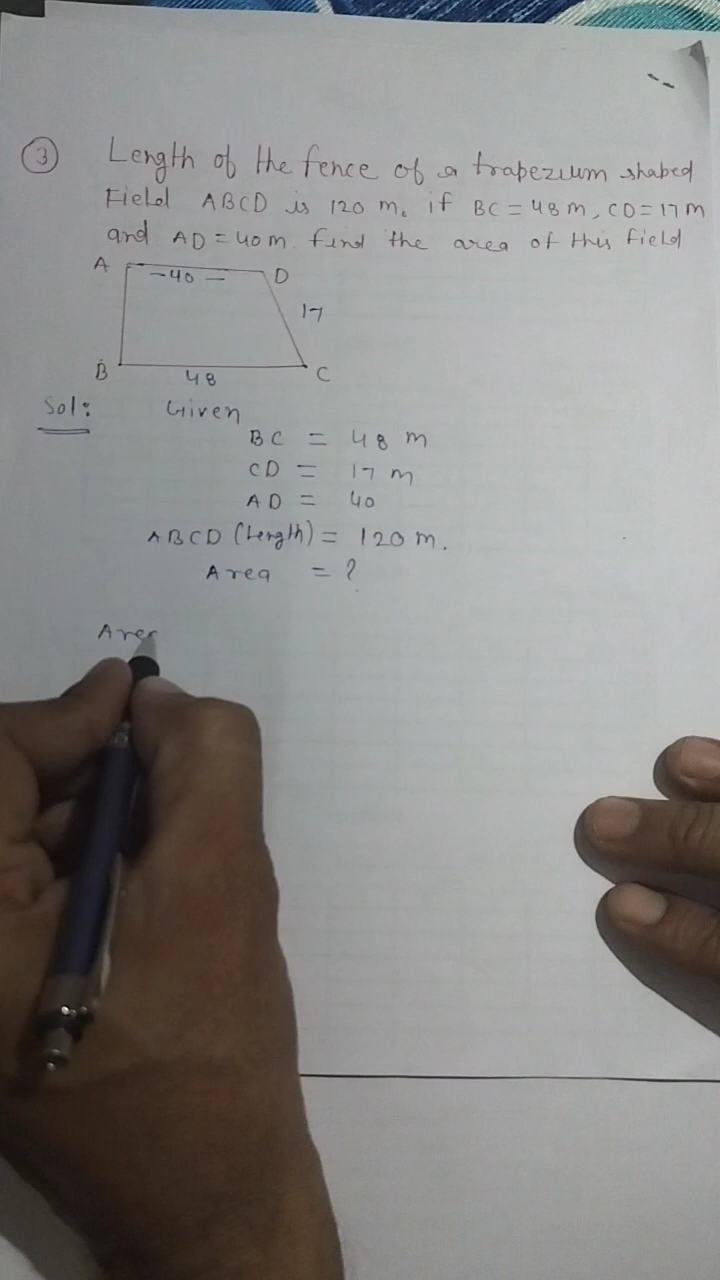 3 Length of the fence of a trapezium shaped
Field ABCD is 120 m. if BC = 48 m, CD = 17 m
and AD = 40 m. find the area of this field
A - 40 - D
17
B 48 C
Sol: Given
BC = 48 m
CD = 17 m
AD = 40
ABCD (Length) = 120 m.
Area = ?
Area